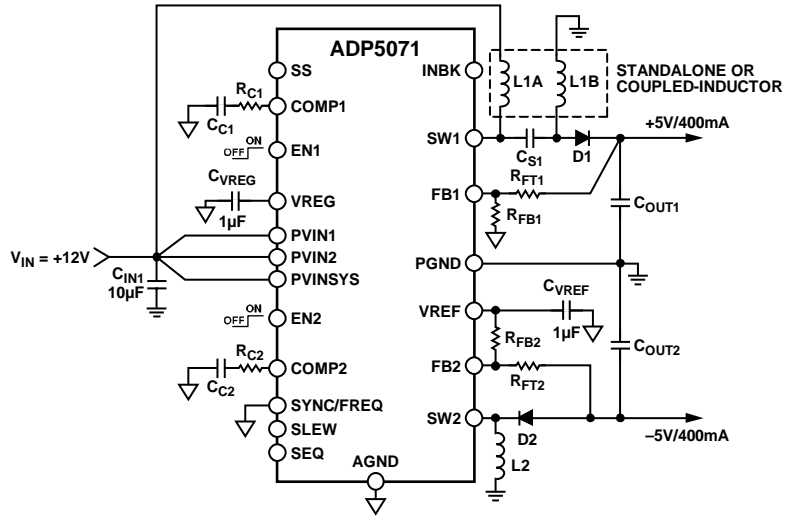 ADP5071
SS
INBK
L1A
L1B
STANDALONE OR
COUPLED-INDUCTOR
RC1
CC1
COMP1
SW1
CS1
D1
+5V/400mA
ON
OFF
EN1
CVREG
1µF
VREG
FB1
RFT1
RFB1
COUT1
PVIN1
VIN = +12V
PVIN2
PGND
CIN1
10µF
PVINSYS
ON
OFF
EN2
VREF
CVREF
1µF
RFB2
COUT2
RC2
CC2
COMP2
FB2
RFT2
SYNC/FREQ
SW2
D2
–5V/400mA
SLEW
SEQ
L2
AGND